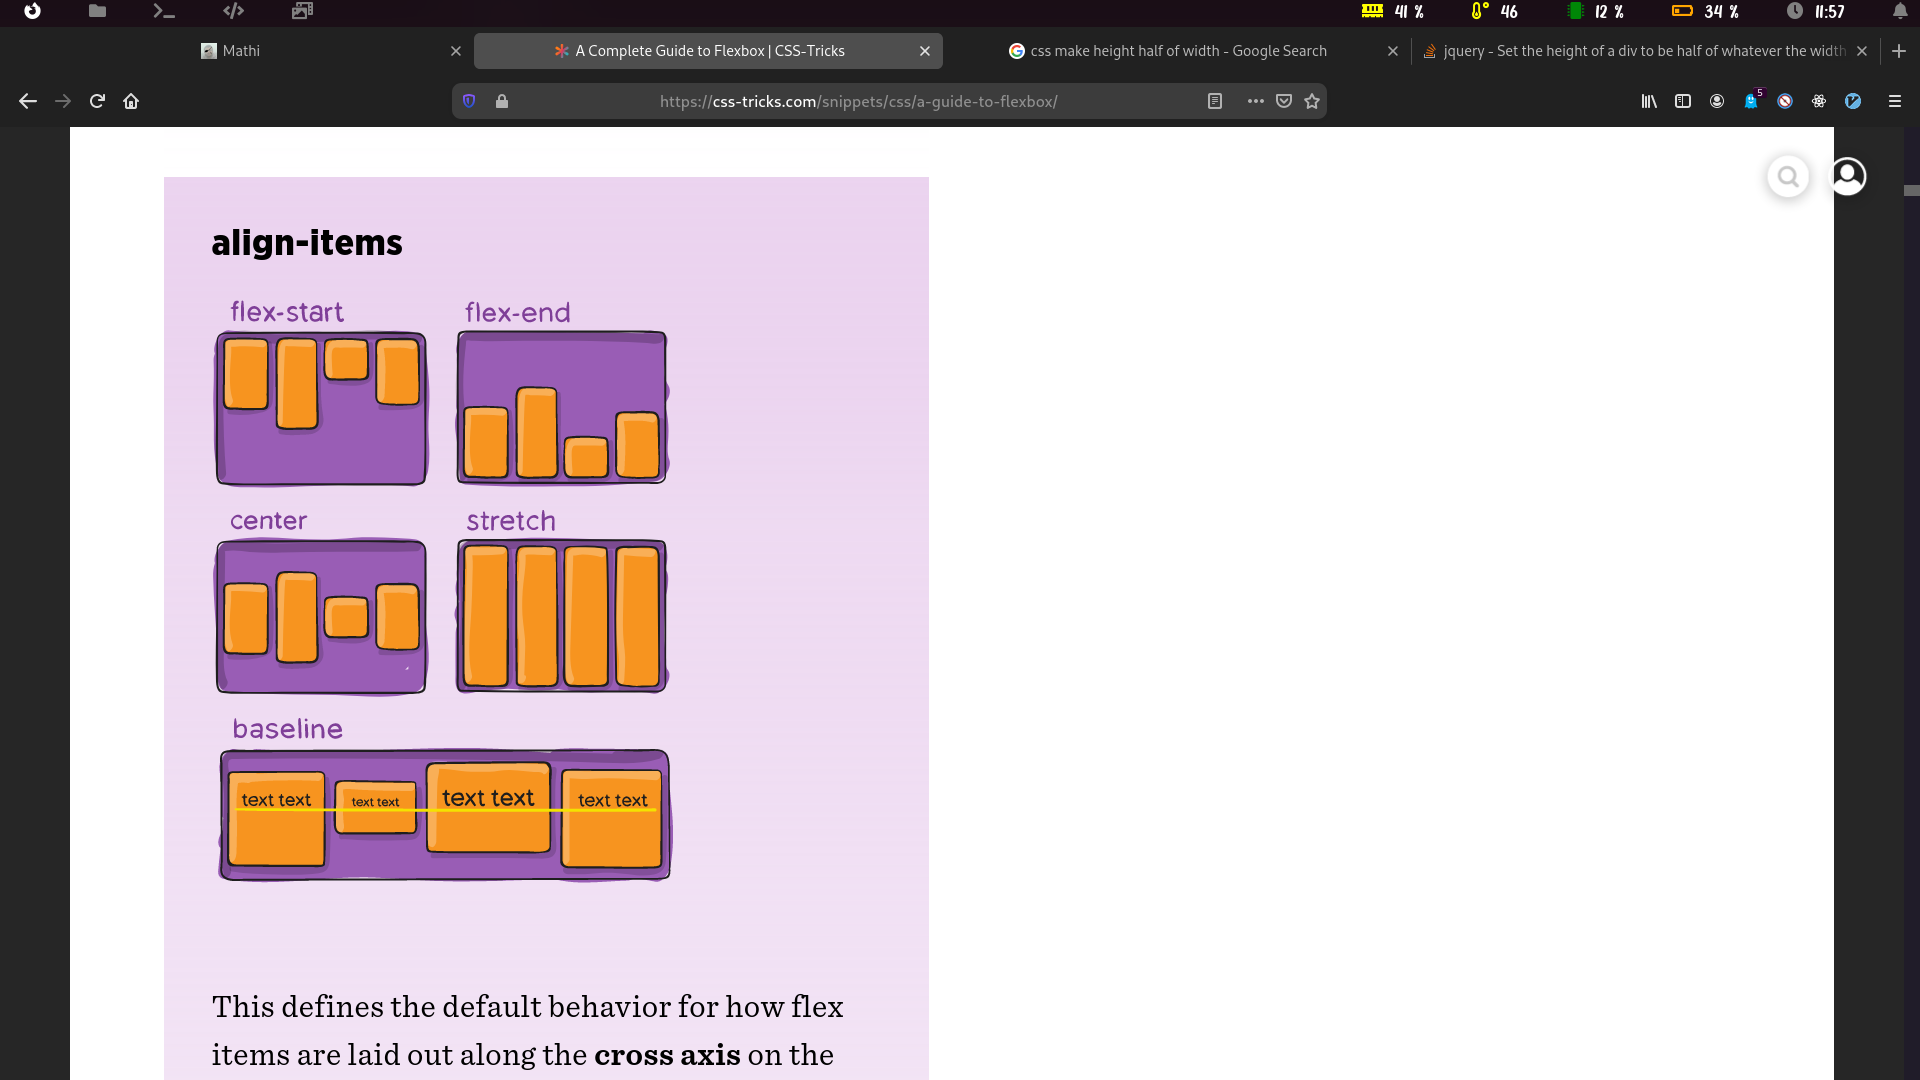 41 % 46 12 % 34 % 11:57
Mathi A Complete Guide to Flexbox | CSS-Tricks css make height half of width - Google Search jquery - Set the height of a div to be half of whatever the width
https://css-tricks.com/snippets/css/a-guide-to-flexbox/ 5
align-items
flex-start flex-end
center stretch
baseline
text text text text text text text text
This defines the default behavior for how flex
items are laid out along the cross axis on the